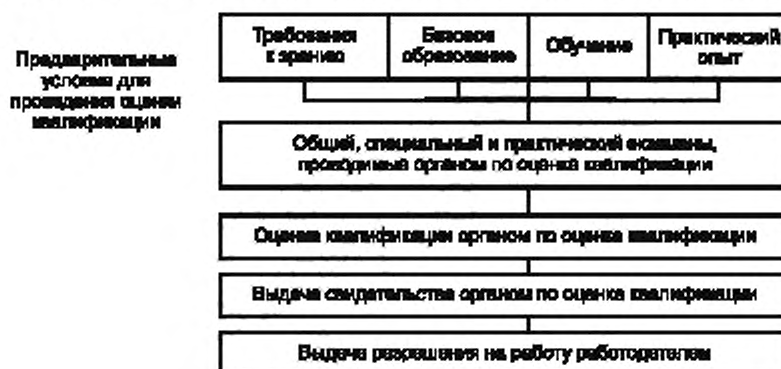 Предварительные
условия для
проведения оценки
квалификации
Требования
к зрению
Базовое
образование
Обучение
Практический
опыт
Общий, специальный и практический экзамены,
проводимые органом по оценке квалификации
Оценка квалификации органом по оценке квалификации
Выдача свидетельства органом по оценке квалификации
Выдача разрешения на работу работодателем